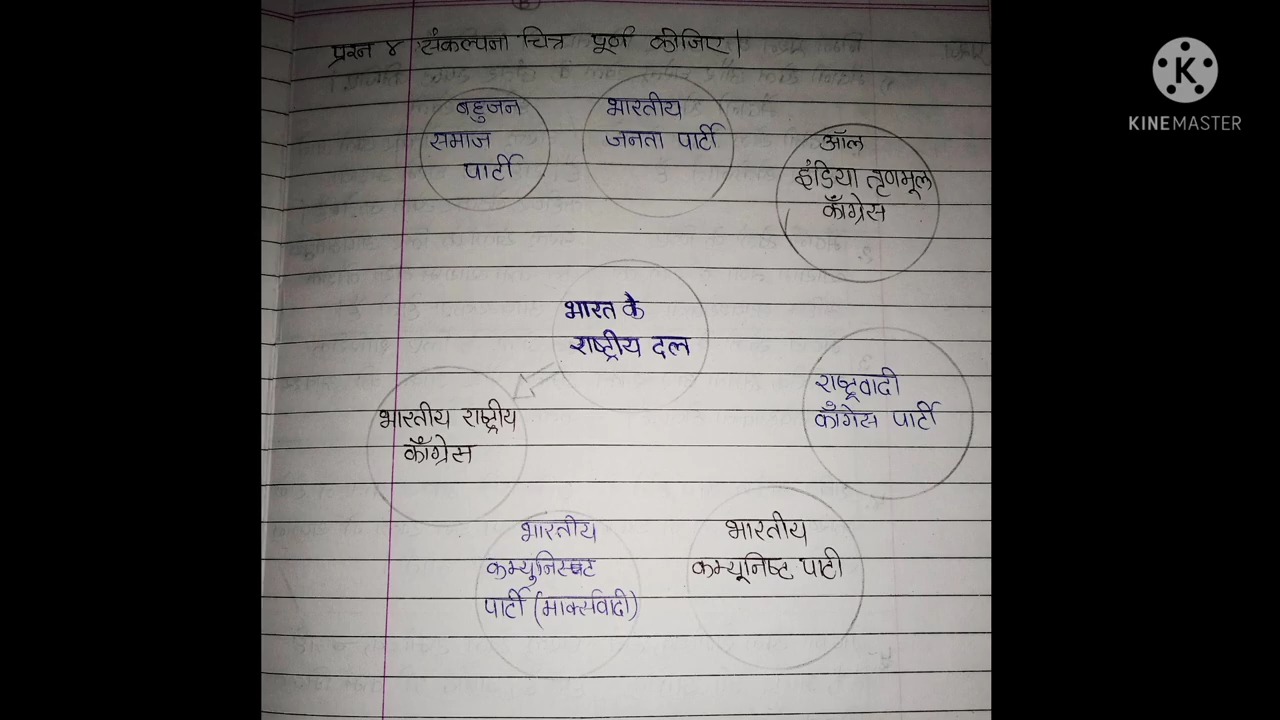 प्रश्न ४ संकल्पना चित्र पूर्ण कीजिए।
बहुजन
समाज
पार्टी
भारतीय
जनता पार्टी
ऑल
इंडिया तृणमूल
काँग्रेस
भारत के
राष्ट्रीय दल
राष्ट्रवादी
काँग्रेस पार्टी
भारतीय राष्ट्रीय
काँग्रेस
भारतीय
कम्युनिस्ट
पार्टी (मार्क्सवादी)
भारतीय
कम्यूनिष्ट पार्टी
K
KINEMASTER